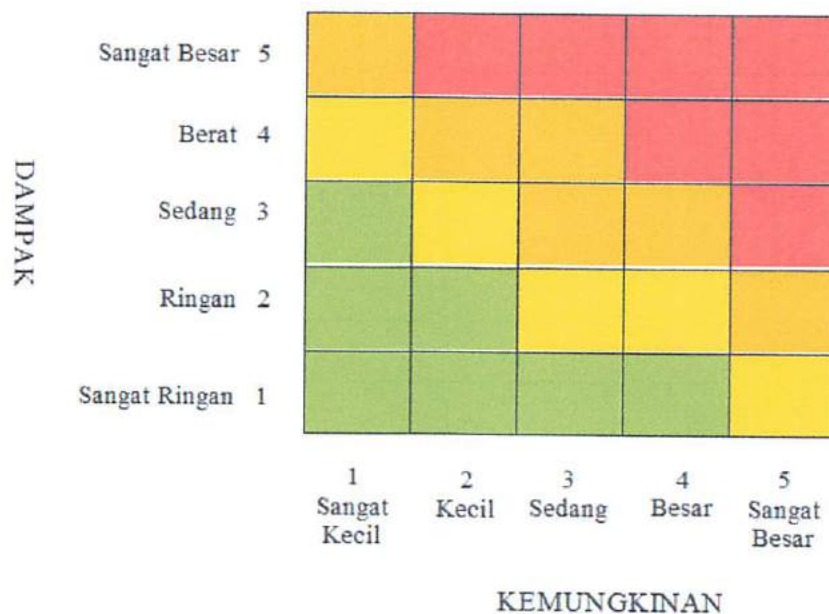 Sangat Besar 5
Berat 4
DAMPAK
Sedang 3
Ringan 2
Sangat Ringan 1
1 2 3 4 5
Sangat Kecil Sedang Besar Sangat
Kecil Besar
KEMUNGKINAN